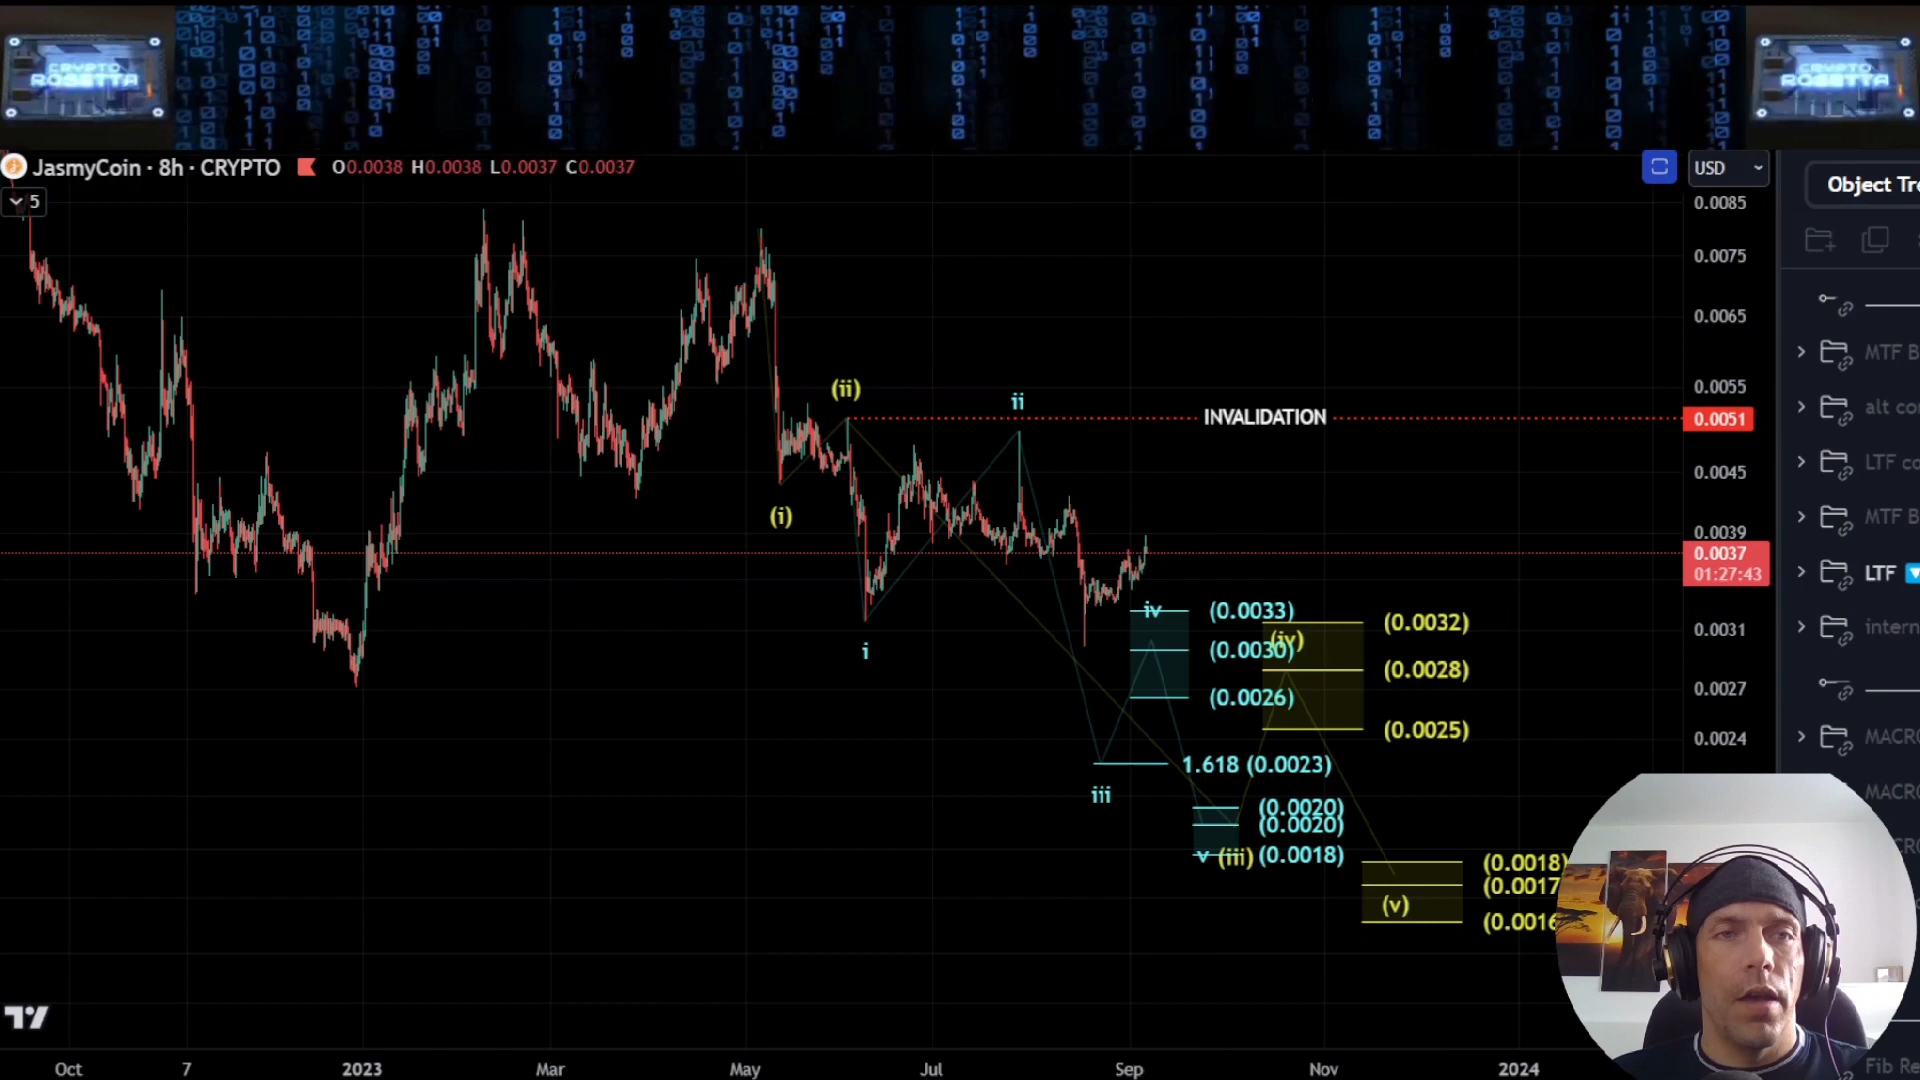 CRYPTO
ROSETTA
CRYPTO
ROSETTA
JasmyCoin · 8h · CRYPTO O0.0038 H0.0038 L0.0037 C0.0037
5
USD
Object Tre
0.0085
0.0075
0.0065
0.0055
0.0051
0.0045
0.0039
0.0037
01:27:43
0.0031
0.0027
0.0024
MTF B
alt co
LTF co
MTF B
LTF
intern
MACRO
MACRO
CRO
Fib Re
(ii)
ii
INVALIDATION
(i)
i
iv (0.0033)
(0.0030)
(0.0026)
(iv)
(0.0032)
(0.0028)
(0.0025)
1.618 (0.0023)
iii
(0.0020)
(0.0020)
v (iii) (0.0018)
(0.0018)
(0.0017
(v)
(0.0016
Oct 7 2023 Mar May Jul Sep Nov 2024